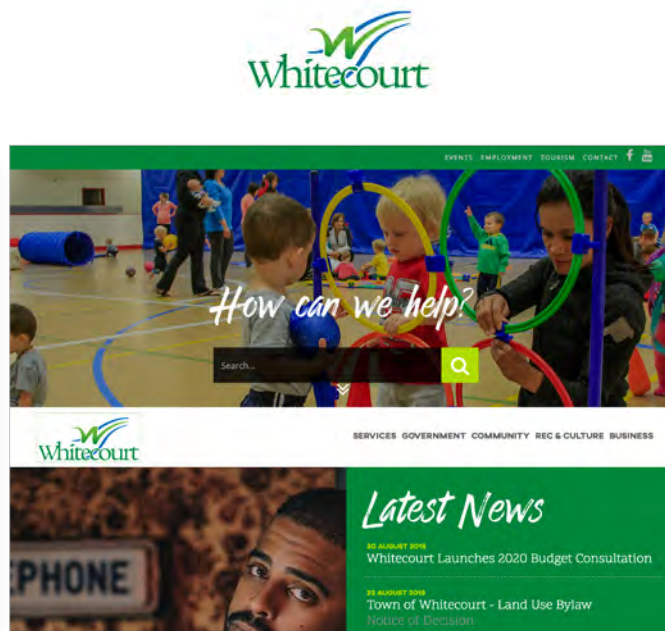 Whitecourt
EVENTS EMPLOYMENT TOURISM CONTACT
How can we help?
Search...
Whitecourt
SERVICES GOVERNMENT COMMUNITY REC & CULTURE BUSINESS
EPHONE
Latest News
30 AUGUST 2019
Whitecourt Launches 2020 Budget Consultation
23 AUGUST 2019
Town of Whitecourt - Land Use Bylaw
Notice of Decision